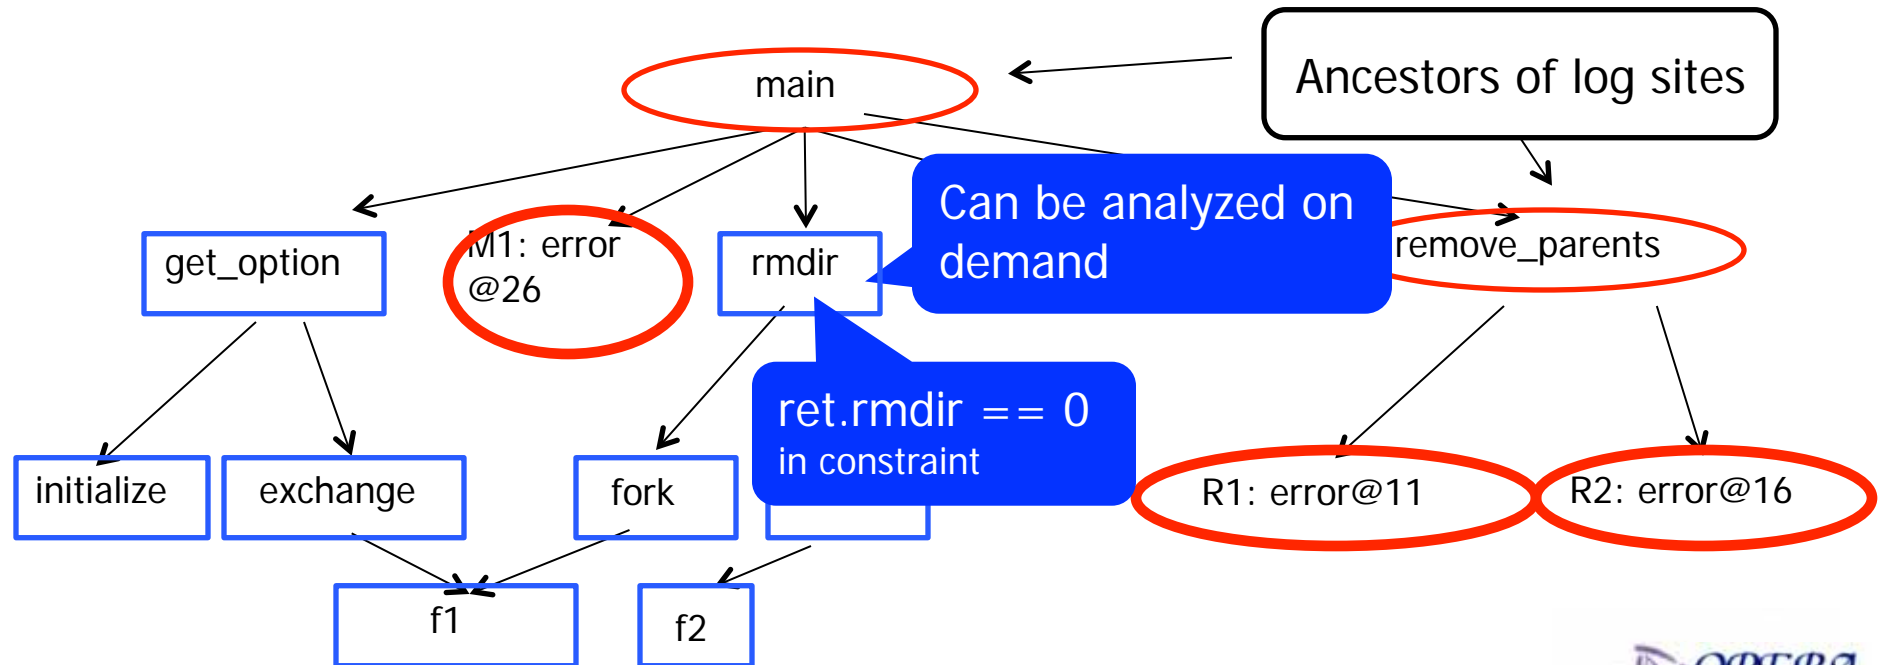 main
Ancestors of log sites
Can be analyzed on
demand
get_option
M1: error
@26
rmdir
remove_parents
ret.rmdir == 0
in constraint
initialize
exchange
fork
R1: error@11
R2: error@16
f1
f2